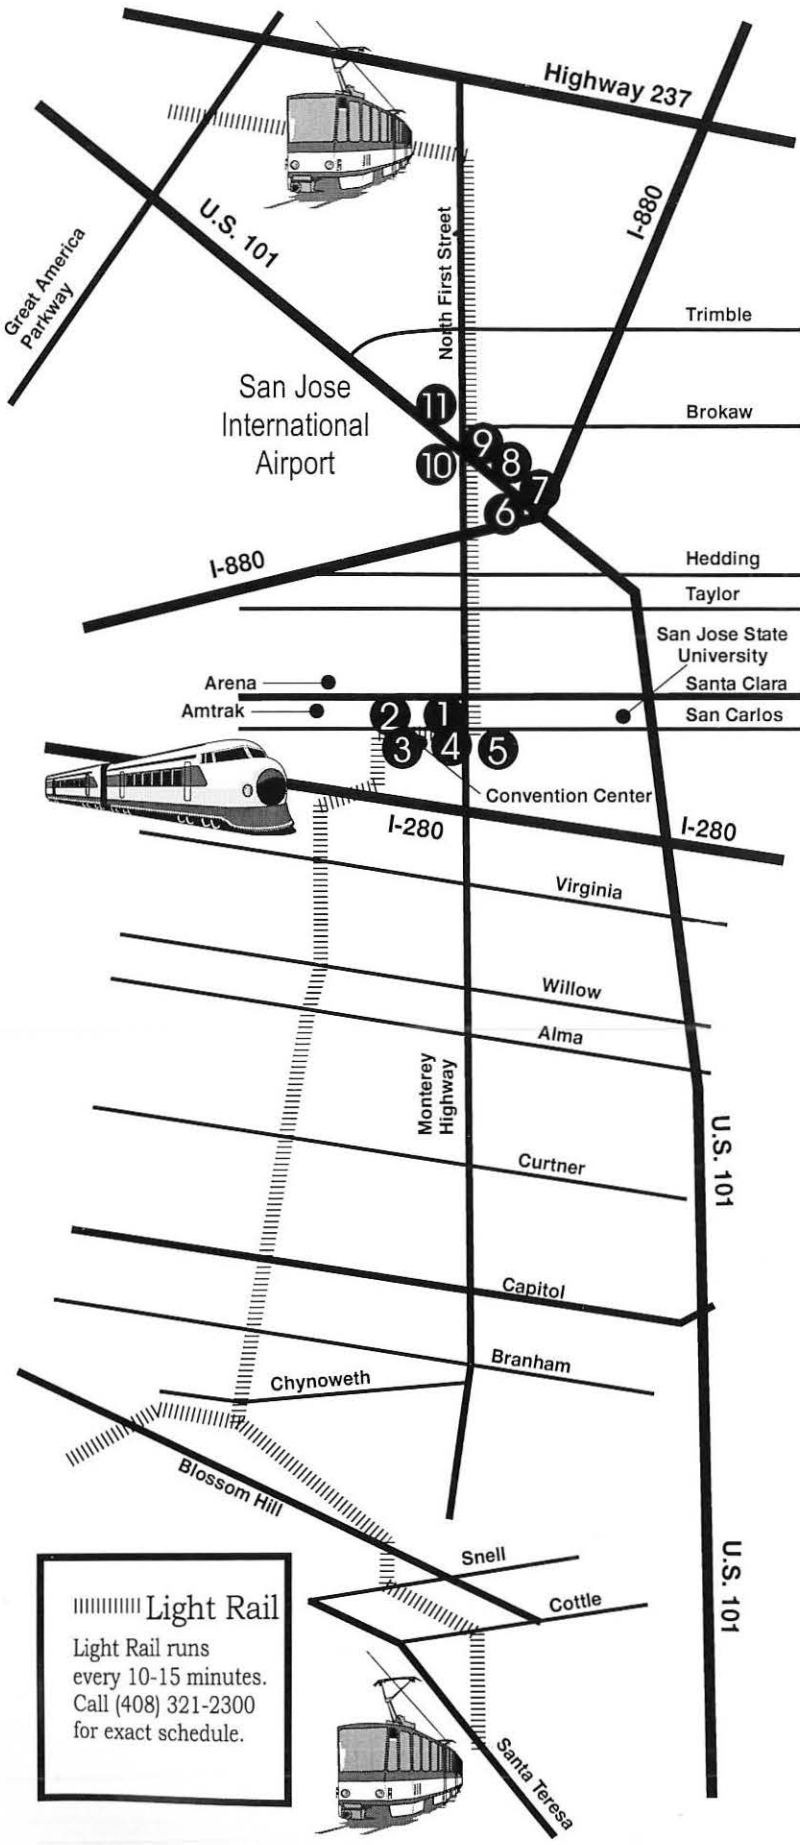 Highway 237
I-880
U.S. 101
Great America
Parkway
North First Street
Trimble
San Jose
International
Airport
11
Brokaw
9
10
8
7
6
I-880
Hedding
Taylor
San Jose State
University
Arena
Santa Clara
Amtrak
2
1
San Carlos
3
4
5
Convention Center
I-280
I-280
Virginia
Willow
Alma
Monterey
Highway
U.S. 101
Curtner
Capitol
Branham
Chynoweth
Blossom Hill
Snell
U.S. 101
Cottle
Light Rail
Light Rail runs
every 10-15 minutes.
Call (408) 321-2300
for exact schedule.
Santa Teresa